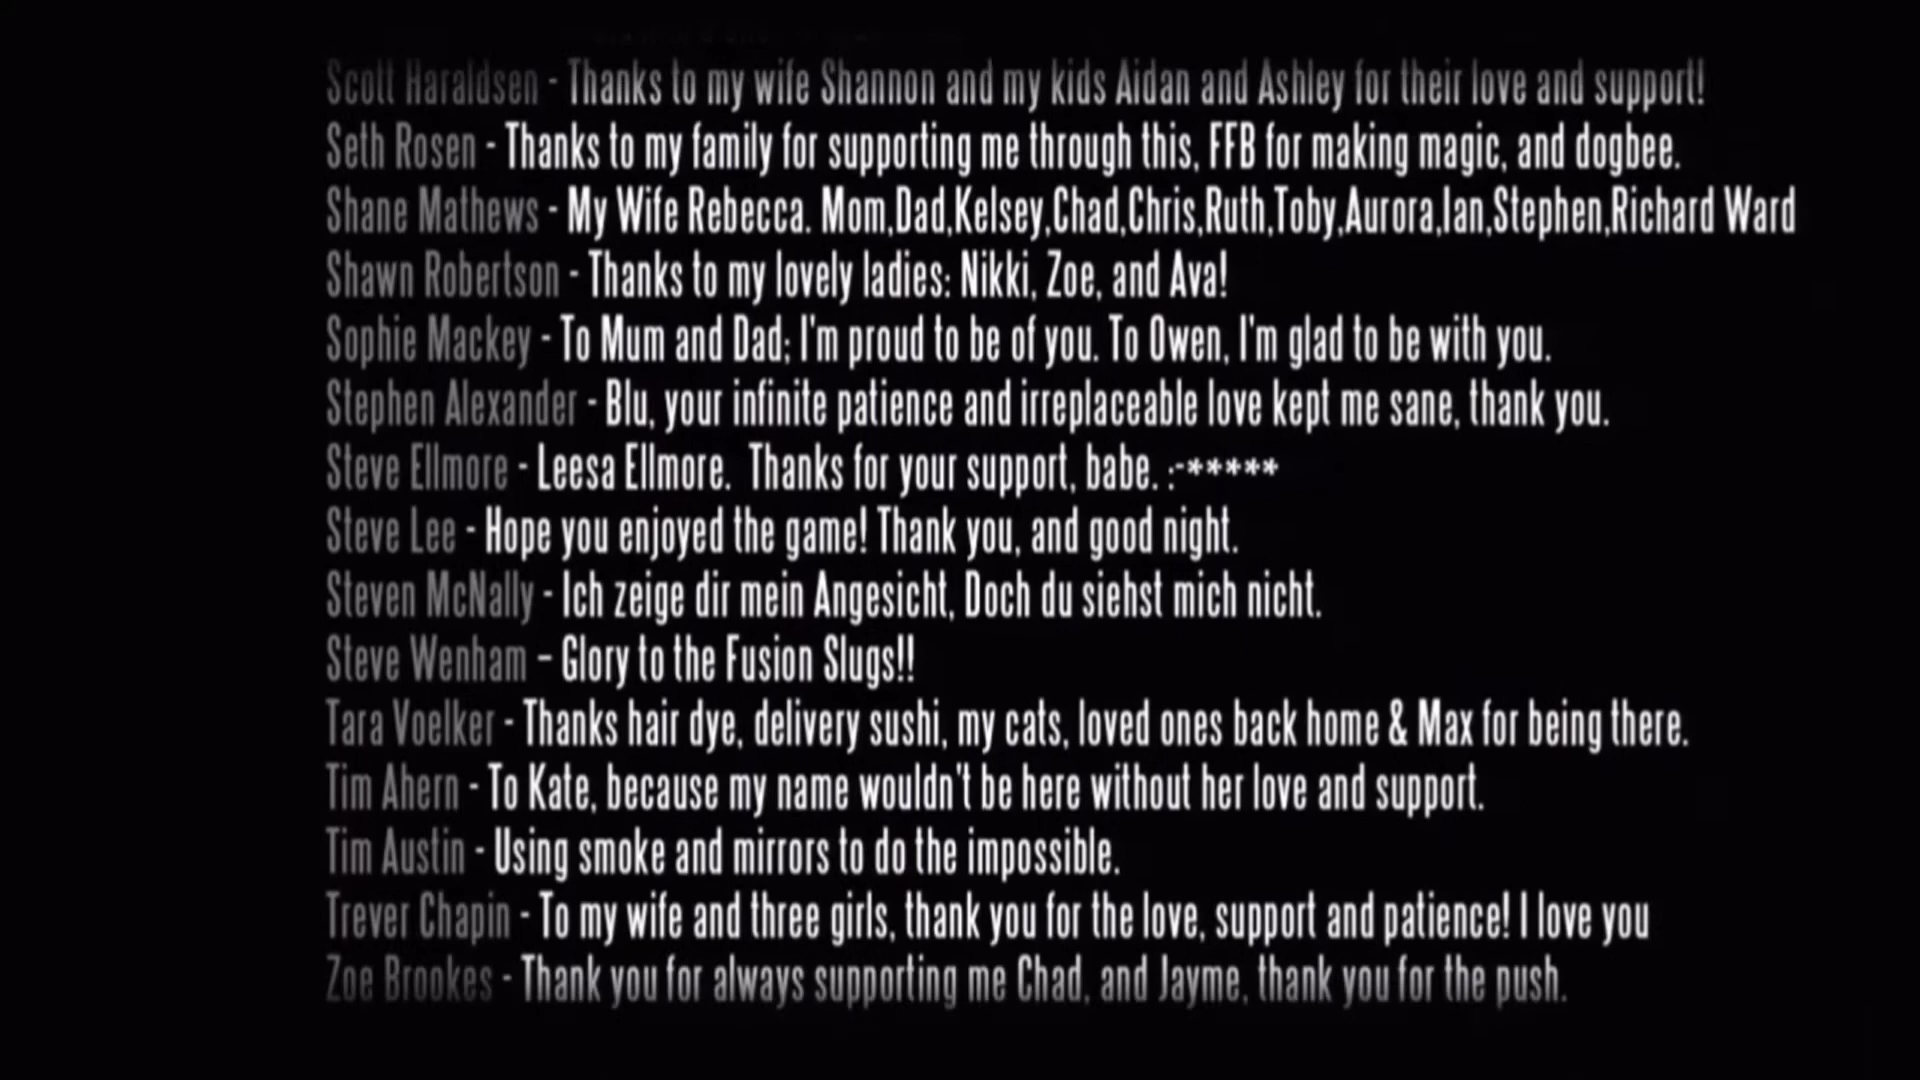 Scott Haraldsen - Thanks to my wife Shannon and my kids Aidan and Ashley for their love and support!
Seth Rosen - Thanks to my family for supporting me through this, FFB for making magic, and dogbee.
Shane Mathews - My Wife Rebecca. Mom,Dad,Kelsey,Chad,Chris,Ruth,Toby,Aurora,Ian,Stephen,Richard Ward
Shawn Robertson - Thanks to my lovely ladies: Nikki, Zoe, and Ava!
Sophie Mackey - To Mum and Dad; I'm proud to be of you. To Owen, I'm glad to be with you.
Stephen Alexander - Blu, your infinite patience and irreplaceable love kept me sane, thank you.
Steve Ellmore - Leesa Ellmore.  Thanks for your support, babe. :-*****
Steve Lee - Hope you enjoyed the game! Thank you, and good night.
Steven McNally - Ich zeige dir mein Angesicht, Doch du siehst mich nicht.
Steve Wenham – Glory to the Fusion Slugs!!
Tara Voelker - Thanks hair dye, delivery sushi, my cats, loved ones back home & Max for being there.
Tim Ahern - To Kate, because my name wouldn't be here without her love and support.
Tim Austin - Using smoke and mirrors to do the impossible.
Trever Chapin - To my wife and three girls, thank you for the love, support and patience! I love you
Zoe Brookes - Thank you for always supporting me Chad, and Jayme, thank you for the push.